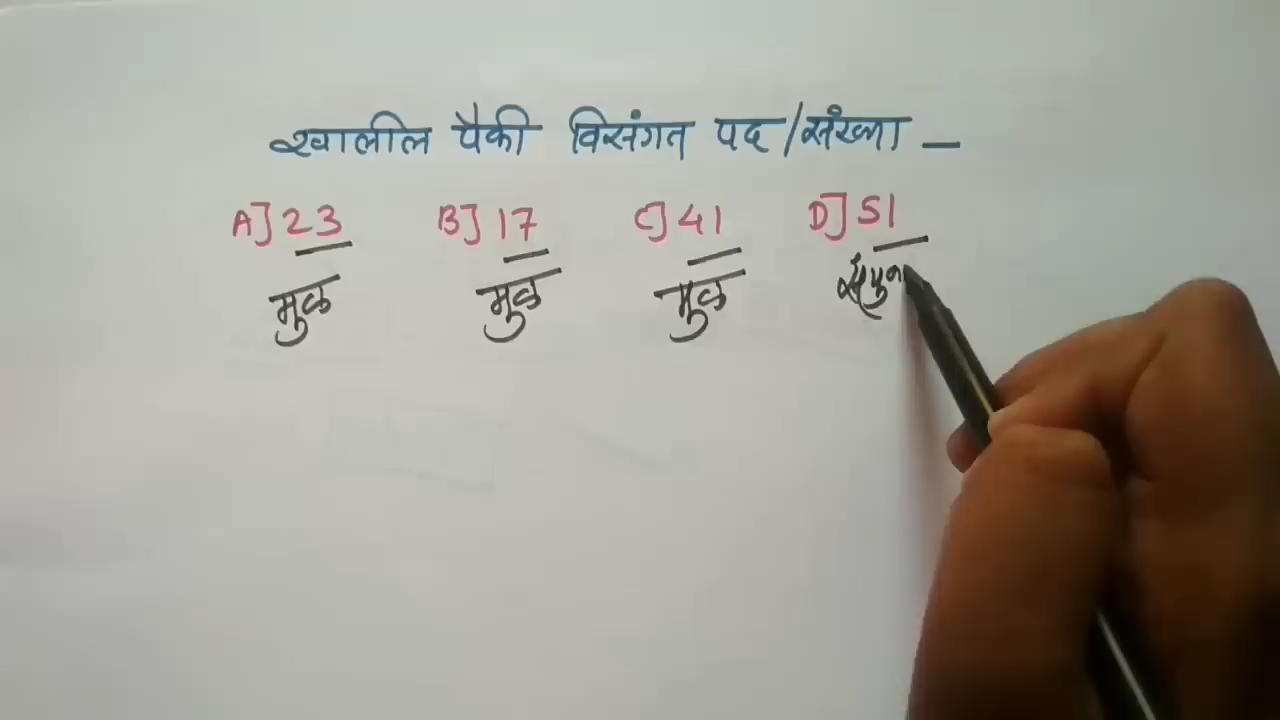 खालील पैकी विसंगत पद/संख्या _
A] 23 B] 17 C] 41 D] 51
मुळ मुळ मुळ